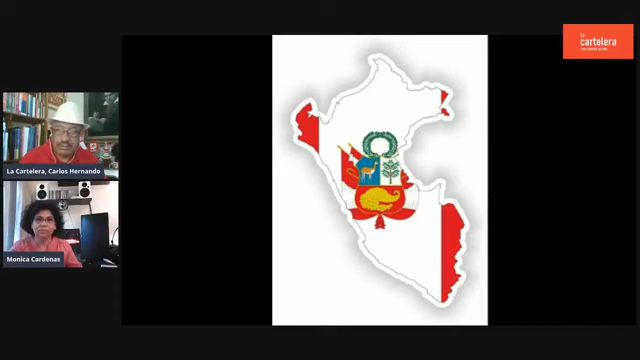 la
cartelera
La Cartelera, Carlos Hernando
Monica Cardenas